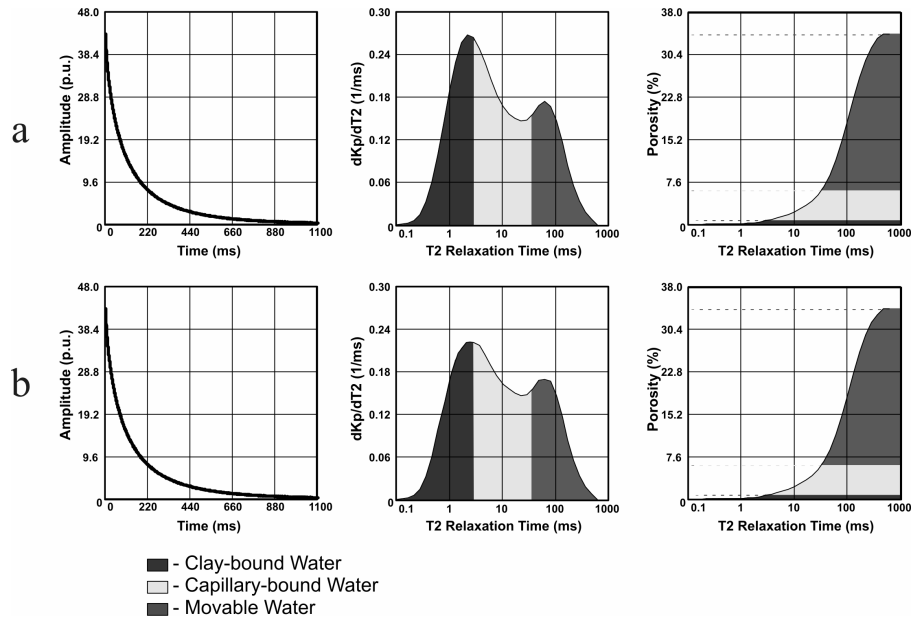 a
Amplitude (p.u.)
48.0
38.4
28.8
19.2
9.6
0
0 220 440 660 880 1100
Time (ms)
dKp/dT2 (1/ms)
0.30
0.24
0.18
0.12
0.06
0
0.1 1 10 100 1000
T2 Relaxation Time (ms)
Porosity (%)
38.0
30.4
22.8
15.2
7.6
0
0.1 1 10 100 1000
T2 Relaxation Time (ms)
b
Amplitude (p.u.)
48.0
38.4
28.8
19.2
9.6
0
0 220 440 660 880 1100
Time (ms)
dKp/dT2 (1/ms)
0.30
0.24
0.18
0.12
0.06
0
0.1 1 10 100 1000
T2 Relaxation Time (ms)
Porosity (%)
38.0
30.4
22.8
15.2
7.6
0
0.1 1 10 100 1000
T2 Relaxation Time (ms)
- Clay-bound Water
- Capillary-bound Water
- Movable Water